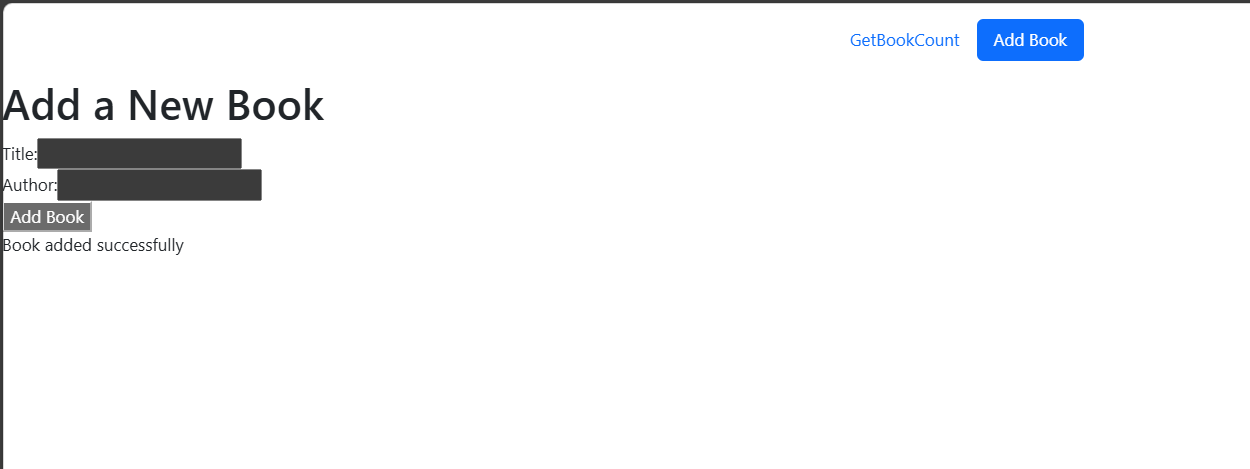 GetBookCount Add Book
Add a New Book
Title:
Author:
Add Book
Book added successfully